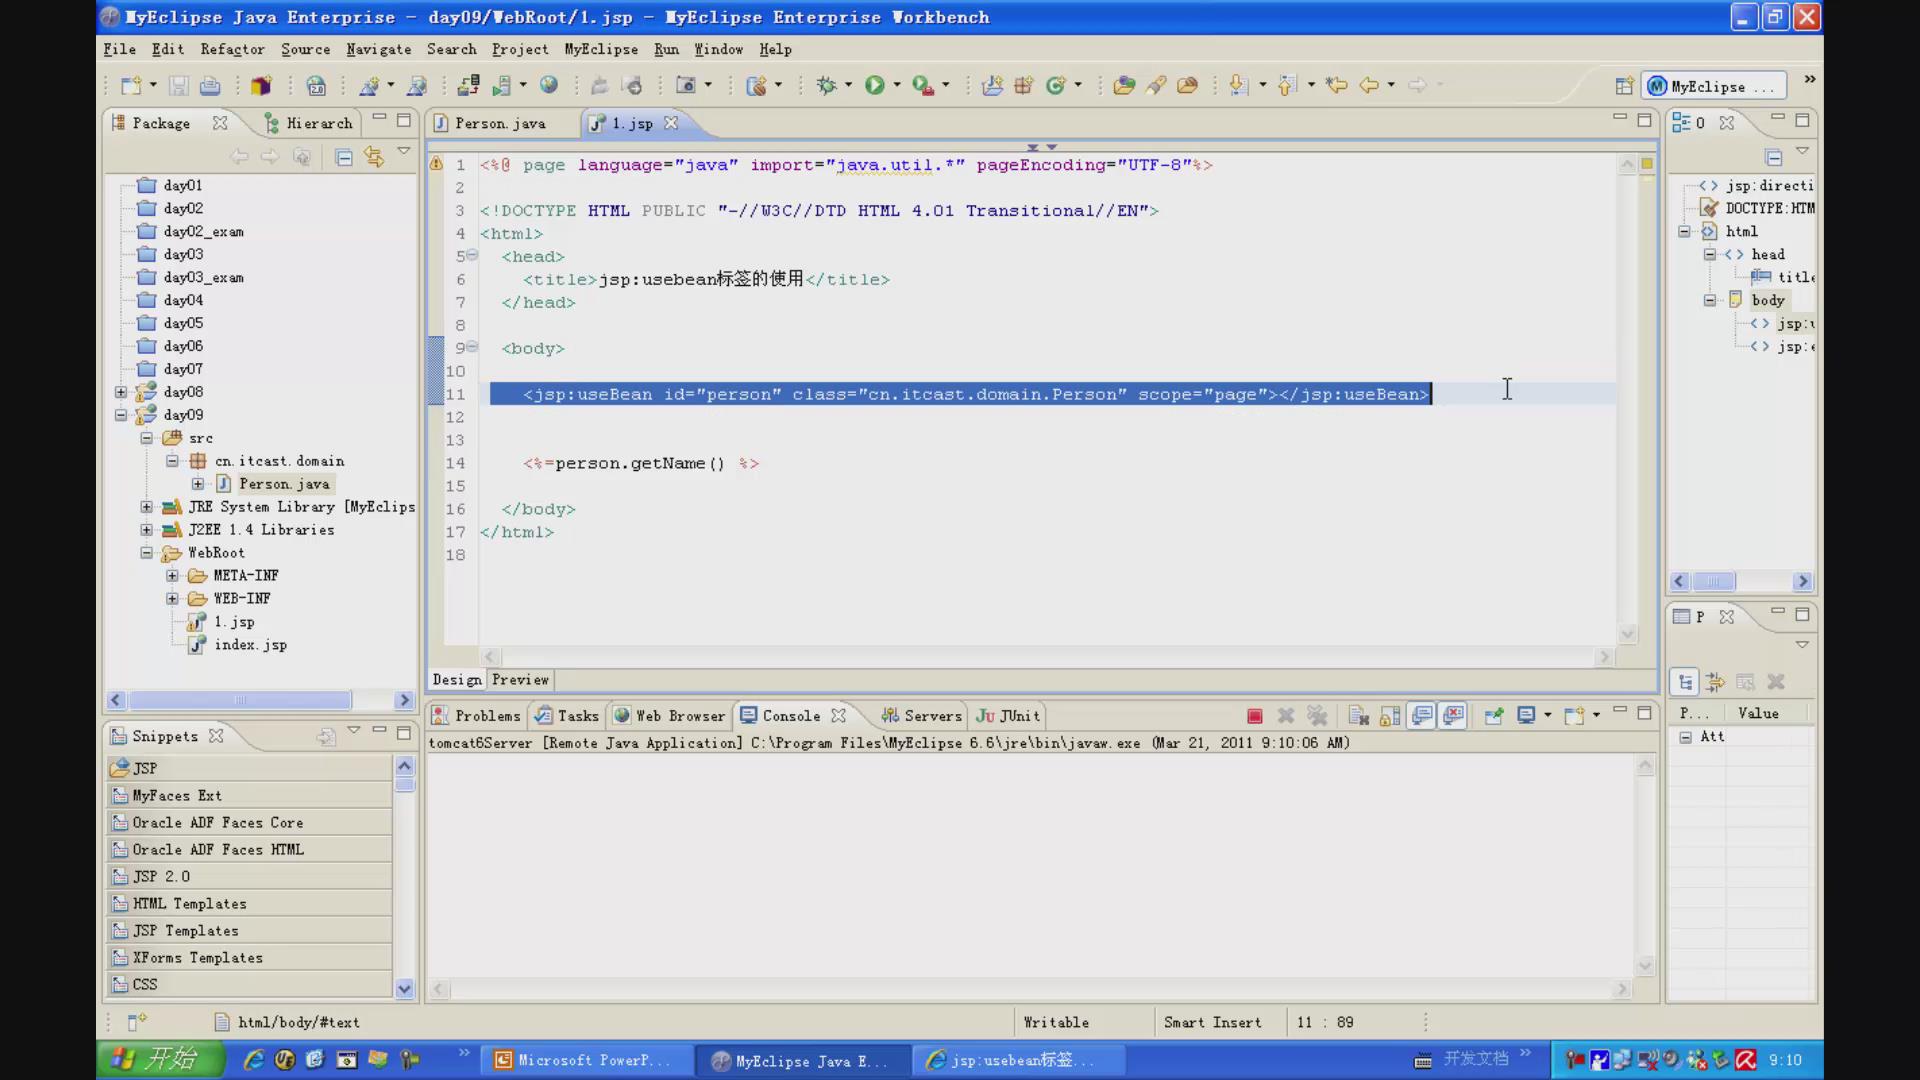 MyEclipse Java Enterprise - day09/WebRoot/1.jsp - MyEclipse Enterprise Workbench
File Edit Refactor Source Navigate Search Project MyEclipse Run Window Help
MyEclipse ...
Package
Hierarch
day01
day02
day02_exam
day03
day03_exam
day04
day05
day06
day07
day08
day09
src
cn.itcast.domain
Person.java
JRE System Library [MyEclips
J2EE 1.4 Libraries
WebRoot
META-INF
WEB-INF
1.jsp
index.jsp
Person.java
1.jsp
1 <%@ page language="java" import="java.util.*" pageEncoding="UTF-8"%>
2
3 <!DOCTYPE HTML PUBLIC "-//W3C//DTD HTML 4.01 Transitional//EN">
4 <html>
5 <head>
6 <title>jsp:usebean标签的使用</title>
7 </head>
8
9 <body>
10
11 <jsp:useBean id="person" class="cn.itcast.domain.Person" scope="page"></jsp:useBean>
12
13
14 <%=person.getName() %>
15
16 </body>
17 </html>
18
Design Preview
O
jsp:directi
DOCTYPE:HTM
html
head
title
body
jsp:u
jsp:e
P
P... Value
Att
Snippets
JSP
MyFaces Ext
Oracle ADF Faces Core
Oracle ADF Faces HTML
JSP 2.0
HTML Templates
JSP Templates
XForms Templates
CSS
Problems Tasks Web Browser Console Servers JUnit
tomcat6Server [Remote Java Application] C:\Program Files\MyEclipse 6.6\jre\bin\javaw.exe (Mar 21, 2011 9:10:06 AM)
html/body/#text
Writable
Smart Insert
11 : 89
开始
Microsoft PowerP...
MyEclipse Java E...
jsp:usebean标签...
开发文档
9:10